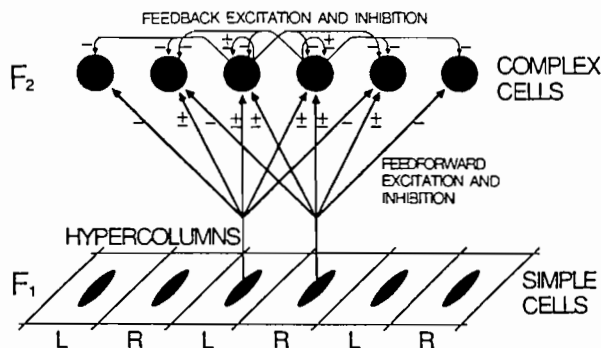 FEEDBACK EXCITATION AND INHIBITION
− − − ± ± ± ± − − −
F₂
COMPLEX
CELLS
− ± − ± ± ± ± − ± −
FEEDFORWARD
EXCITATION AND
INHIBITION
HYPERCOLUMNS
F₁
SIMPLE
CELLS
L R L R L R